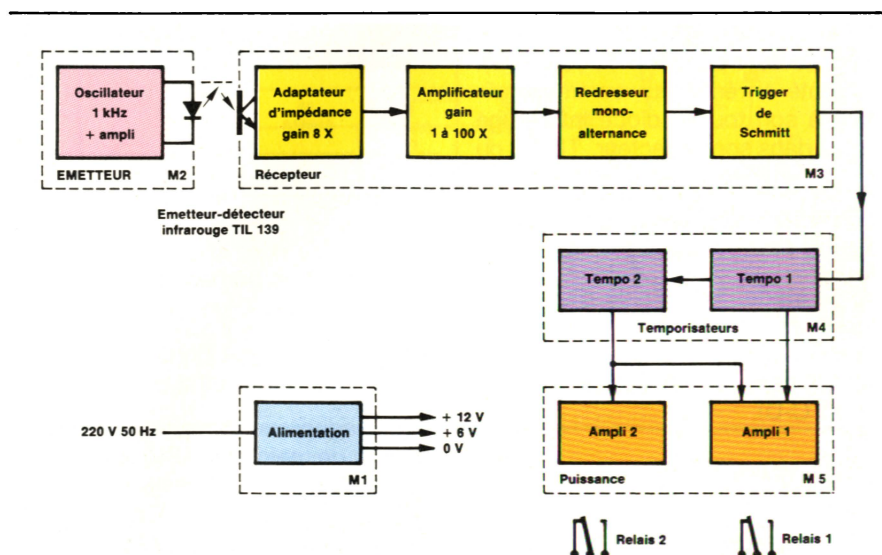 Oscillateur
1 kHz
+ ampli
EMETTEUR
M2
Adaptateur
d'impédance
gain 8 X
Amplificateur
gain
1 à 100 X
Redresseur
mono-
alternance
Trigger
de
Schmitt
Récepteur
M3
Emetteur-détecteur
infrarouge TIL 139
Tempo 2
Tempo 1
Temporisateurs
M4
220 V 50 Hz
Alimentation
+ 12 V
+ 6 V
0 V
M1
Ampli 2
Ampli 1
Puissance
M 5
Relais 2
Relais 1